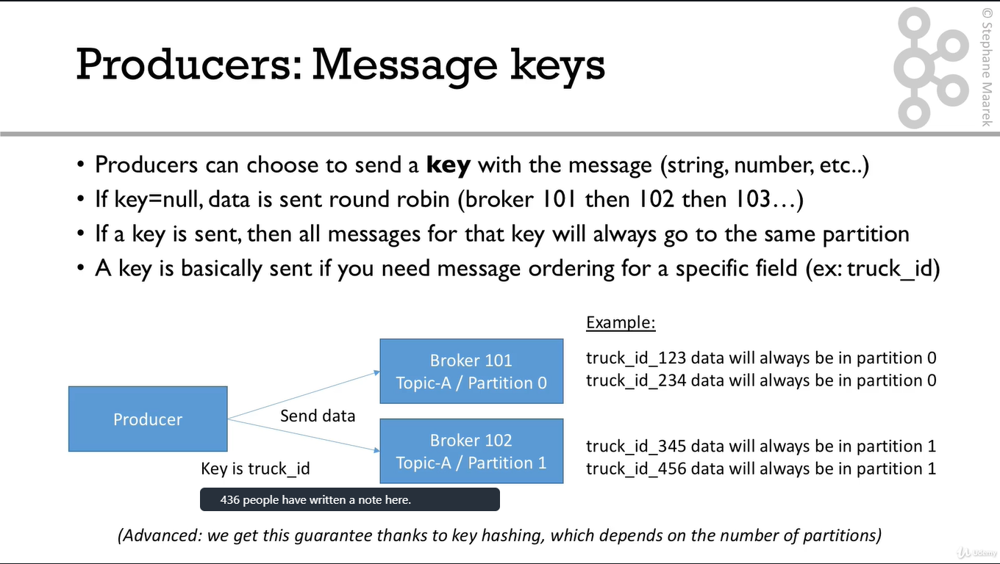 Producers: Message keys
© Stephane Maarek
• Producers can choose to send a key with the message (string, number, etc..)
• If key=null, data is sent round robin (broker 101 then 102 then 103…)
• If a key is sent, then all messages for that key will always go to the same partition
• A key is basically sent if you need message ordering for a specific field (ex: truck_id)
Producer
Send data
Key is truck_id
Broker 101
Topic-A / Partition 0
Broker 102
Topic-A / Partition 1
Example:
truck_id_123 data will always be in partition 0
truck_id_234 data will always be in partition 0
truck_id_345 data will always be in partition 1
truck_id_456 data will always be in partition 1
436 people have written a note here.
(Advanced: we get this guarantee thanks to key hashing, which depends on the number of partitions)
Udemy